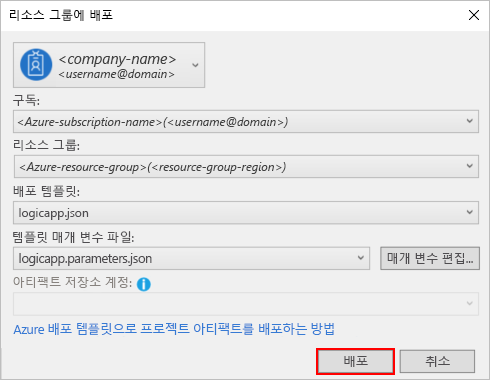 리소스 그룹에 배포
<company-name>
<username@domain>
구독:
<Azure-subscription-name>(<username@domain>)
리소스 그룹:
<Azure-resource-group>(<resource-group-region>)
배포 템플릿:
logicapp.json
템플릿 매개 변수 파일:
logicapp.parameters.json
매개 변수 편집...
아티팩트 저장소 계정:
Azure 배포 템플릿으로 프로젝트 아티팩트를 배포하는 방법
배포
취소